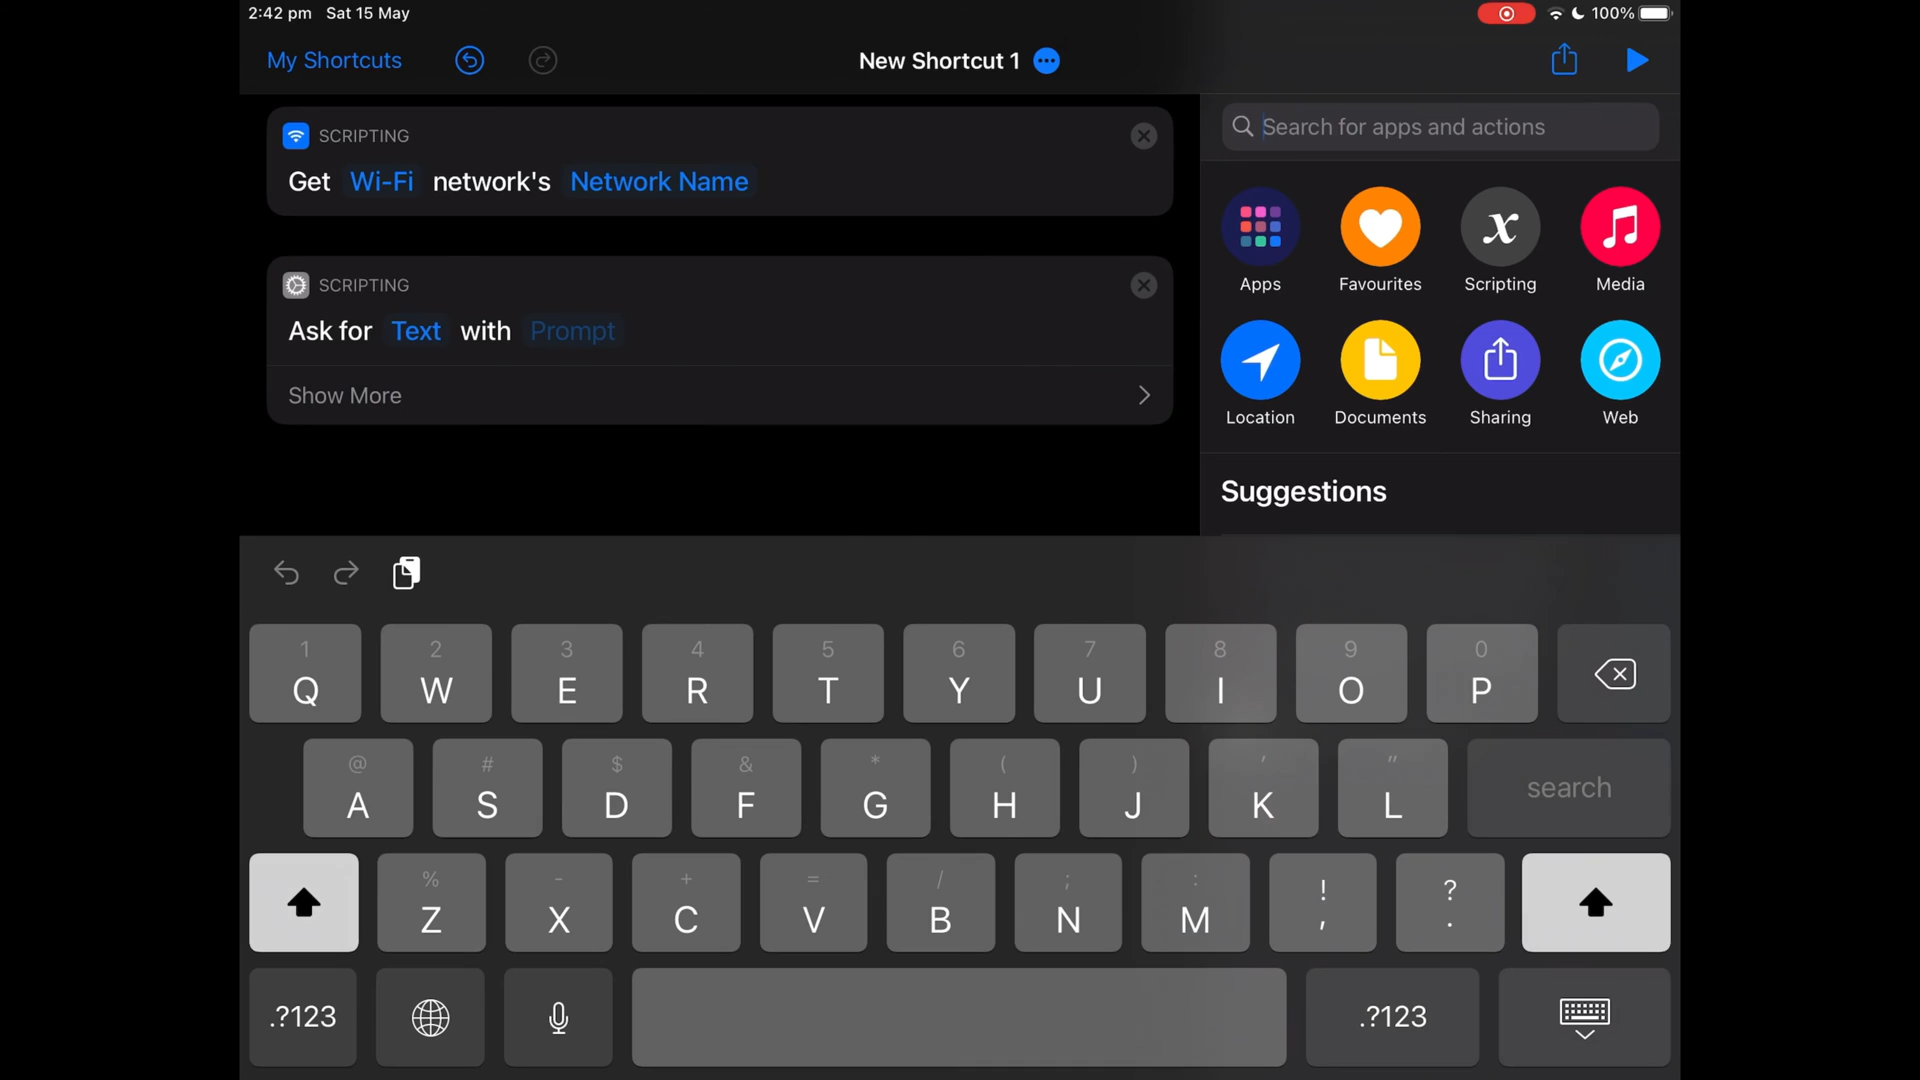 2:42 pm Sat 15 May
100%
My Shortcuts
New Shortcut 1
SCRIPTING
Get Wi-Fi network's Network Name
SCRIPTING
Ask for Text with Prompt
Show More
Search for apps and actions
Apps Favourites Scripting Media
Location Documents Sharing Web
Suggestions
1 2 3 4 5 6 7 8 9 0
Q W E R T Y U I O P
@ # $ & * ( ) ' "
A S D F G H J K L search
% - + = / ; : ! ?
Z X C V B N M , .
.?123 .?123